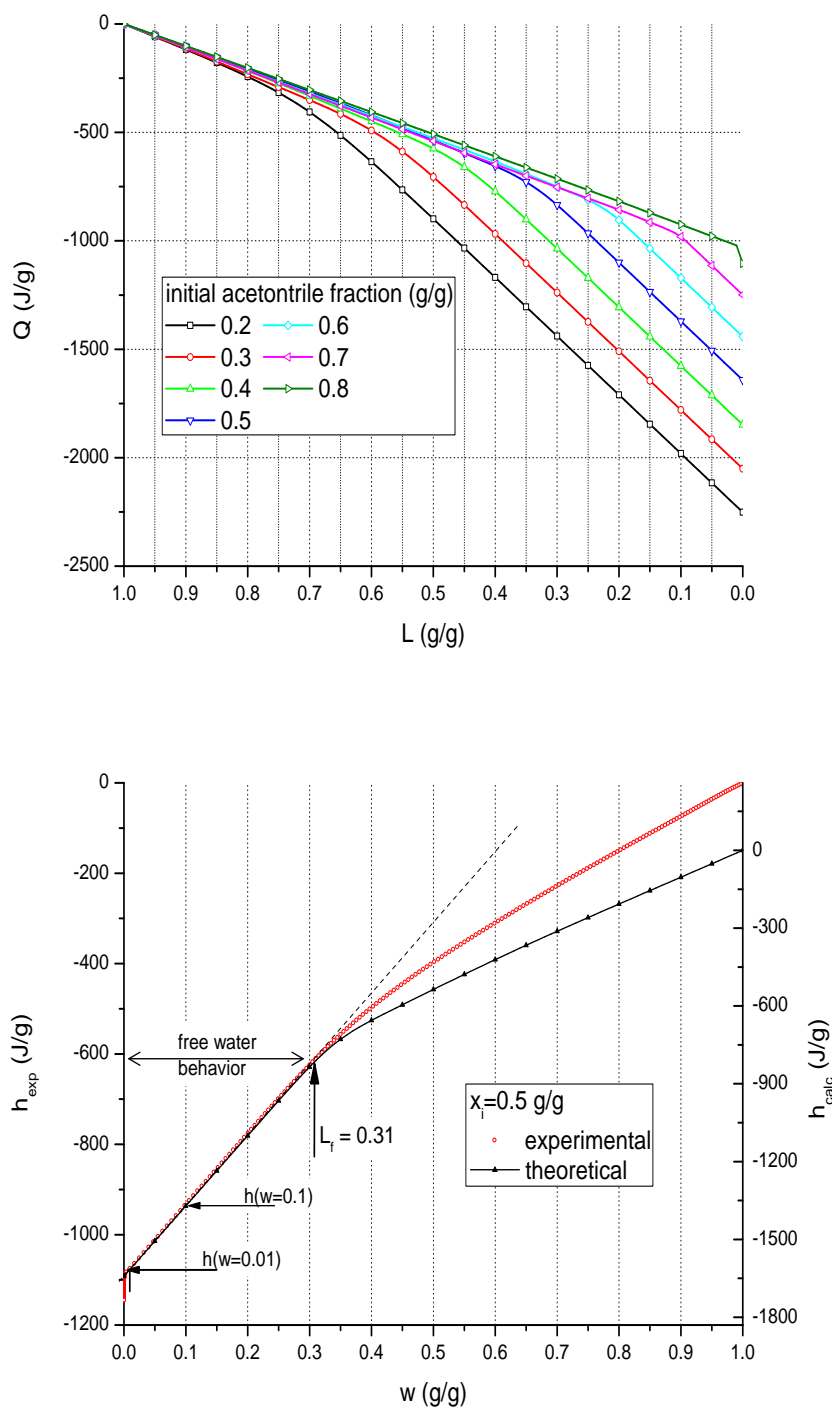 0
-500
-1000
-1500
-2000
-2500
Q (J/g)
initial acetontrile fraction (g/g)
0.2 0.6
0.3 0.7
0.4 0.8
0.5
1.0 0.9 0.8 0.7 0.6 0.5 0.4 0.3 0.2 0.1 0.0
L (g/g)
0
-200
-400
-600
-800
-1000
-1200
h_exp (J/g)
free water
behavior
L_f = 0.31
h(w=0.1)
h(w=0.01)
x_i=0.5 g/g
experimental
theoretical
0
-300
-600
-900
-1200
-1500
-1800
h_calc (J/g)
0.0 0.1 0.2 0.3 0.4 0.5 0.6 0.7 0.8 0.9 1.0
w (g/g)